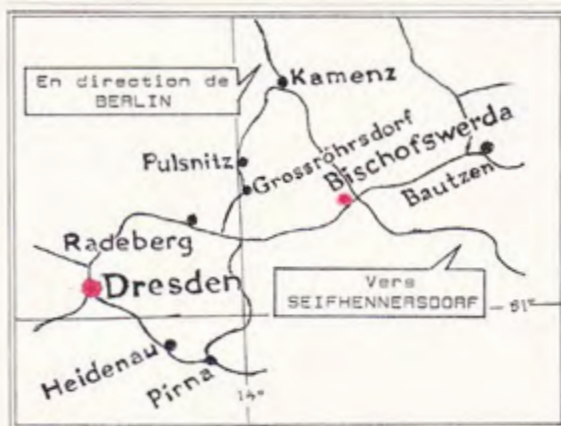 En direction de
BERLIN
Kamenz
Pulsnitz
Grossröhrsdorf
Bischofswerda
Bautzen
Radeberg
Dresden
Vers
SEIFHENNERSDORF
51°
Heidenau
Pirna
14°